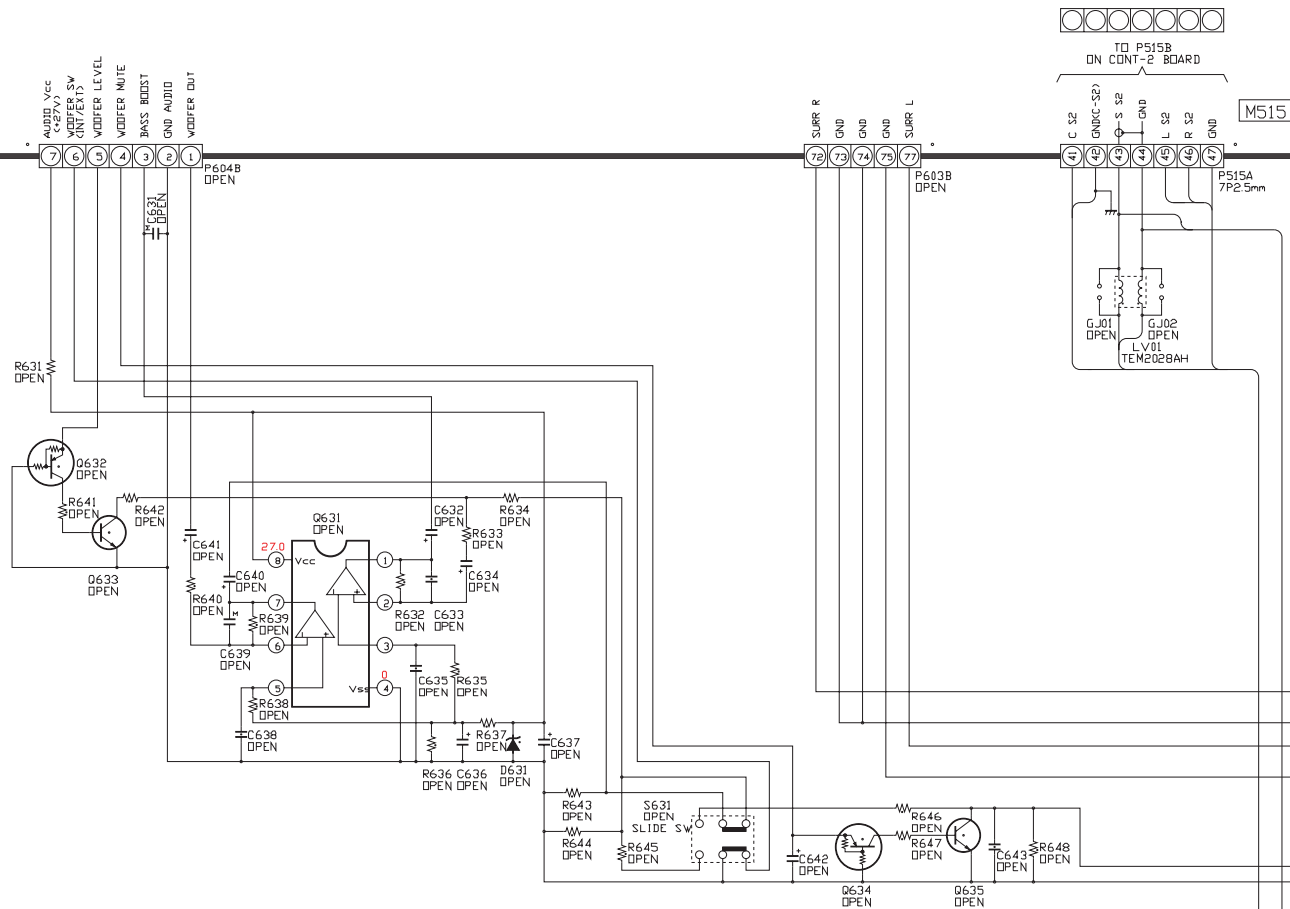 TO P515B
ON CONT-2 BOARD
AUDIO Vcc
(+27V)
WOOFER SW
(INT/EXT)
WOOFER LEVEL
WOOFER MUTE
BASS BOOST
GND AUDIO
WOOFER OUT
SURR R
GND
GND
GND
SURR L
C S2
GND(C-S2)
S S2
GND
L S2
R S2
GND
M515
7 6 5 4 3 2 1
72 73 74 75 77
41 42 43 44 45 46 47
P604B
OPEN
P603B
OPEN
P515A
7P2.5mm
M C631
OPEN
GJ01
OPEN
GJ02
OPEN
LV01
TEM2028AH
R631
OPEN
Q632
OPEN
R641
OPEN
R642
OPEN
Q633
OPEN
C641
OPEN
R640
OPEN
Q631
OPEN
27.0
8 Vcc
1
C640
OPEN
7
2
M
R639
OPEN
C639
OPEN
6
3
5
0
Vss 4
C632
OPEN
R633
OPEN
R634
OPEN
C634
OPEN
R632
OPEN
C633
OPEN
C635
OPEN
R635
OPEN
R638
OPEN
C638
OPEN
R637
OPEN
C637
OPEN
R636
OPEN
C636
OPEN
D631
OPEN
R643
OPEN
R644
OPEN
R645
OPEN
S631
SLIDE SW
C642
OPEN
R646
OPEN
R647
OPEN
C643
OPEN
R648
OPEN
Q634
OPEN
Q635
OPEN